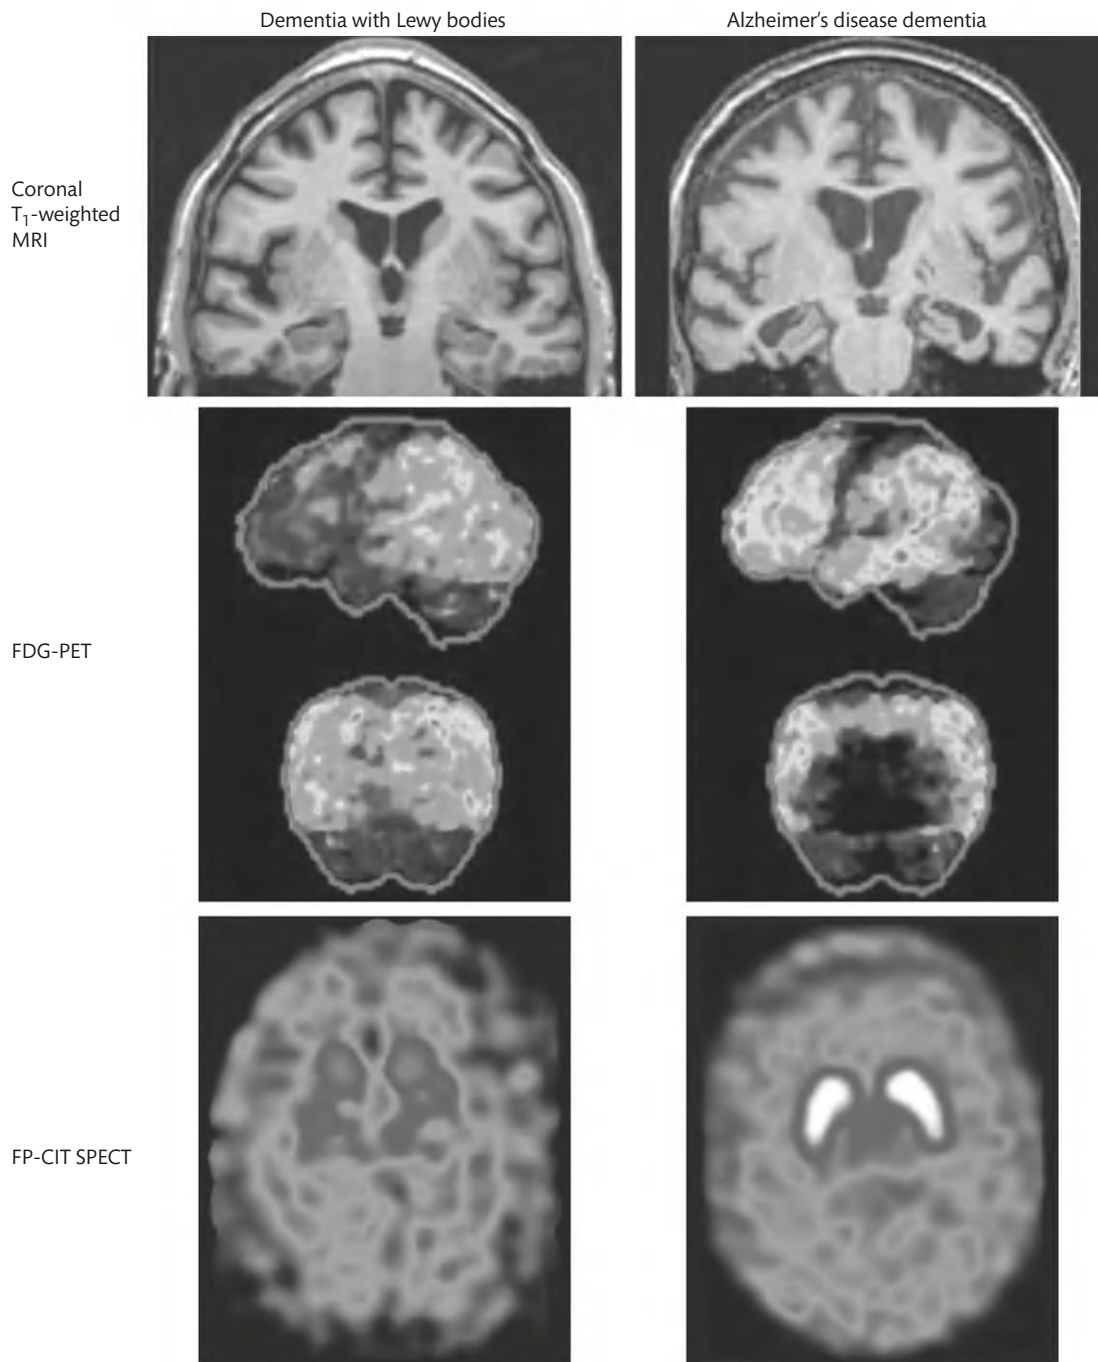 Dementia with Lewy bodies
Alzheimer's disease dementia
Coronal
T₁-weighted
MRI
FDG-PET
FP-CIT SPECT